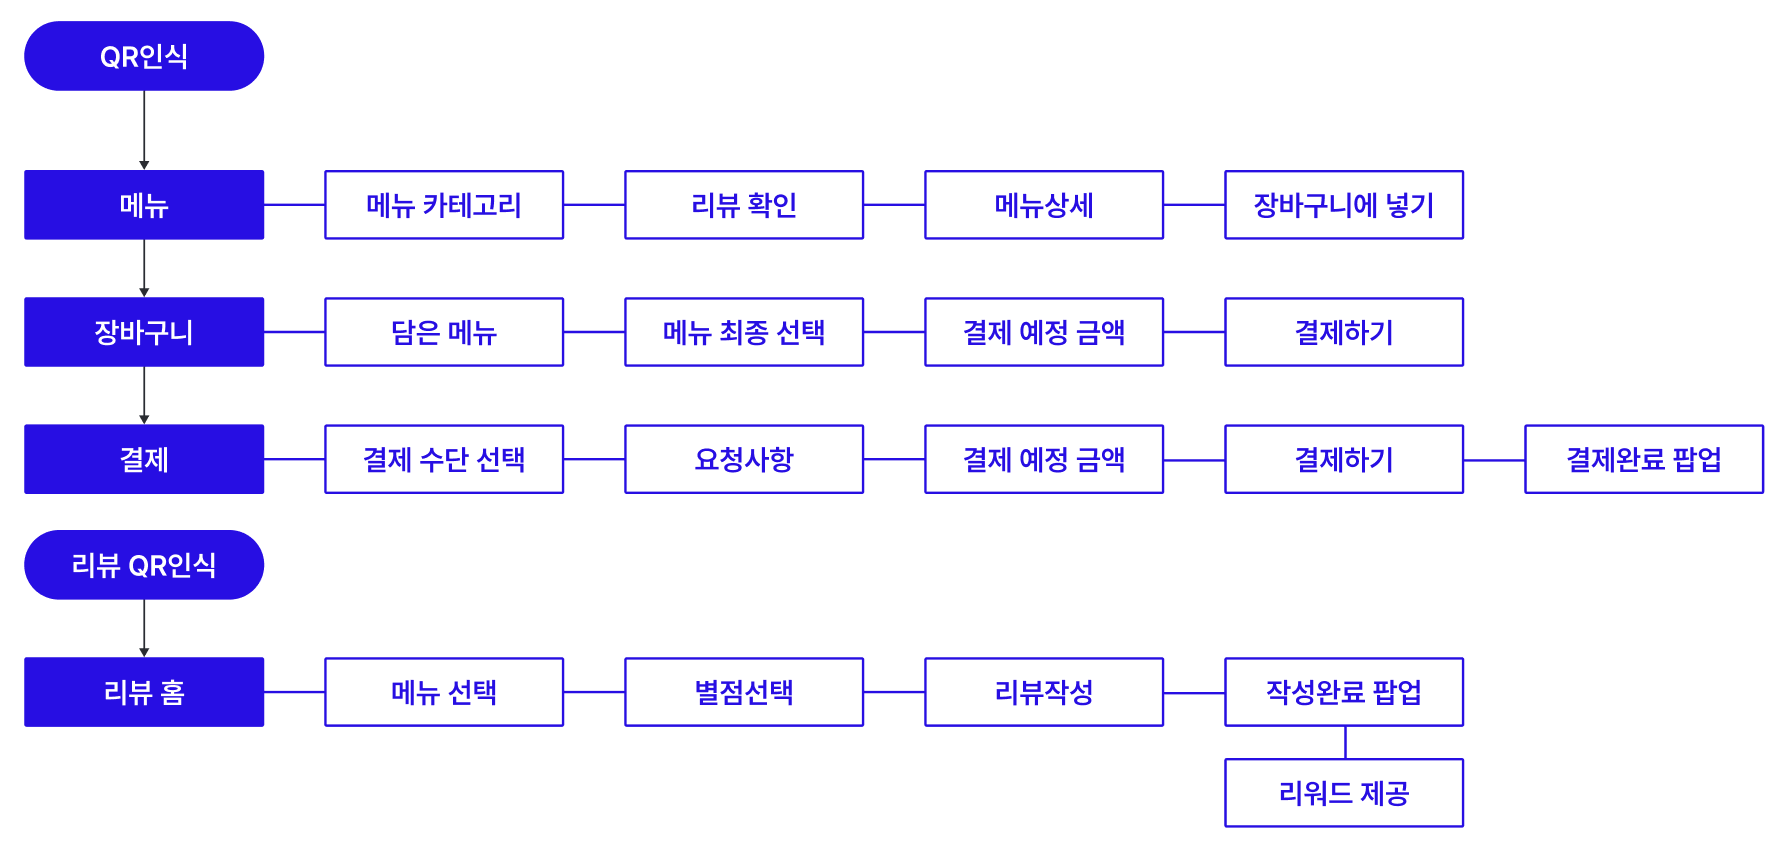 QR인식
메뉴
메뉴 카테고리
리뷰 확인
메뉴상세
장바구니에 넣기
장바구니
담은 메뉴
메뉴 최종 선택
결제 예정 금액
결제하기
결제
결제 수단 선택
요청사항
결제 예정 금액
결제하기
결제완료 팝업
리뷰 QR인식
리뷰 홈
메뉴 선택
별점선택
리뷰작성
작성완료 팝업
리워드 제공